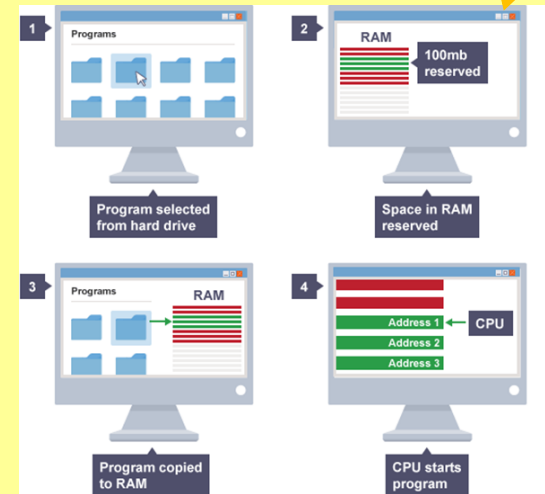 1
Programs
Program selected
from hard drive
2
RAM
100mb
reserved
Space in RAM
reserved
3
Programs
RAM
Program copied
to RAM
4
Address 1
CPU
Address 2
Address 3
CPU starts
program